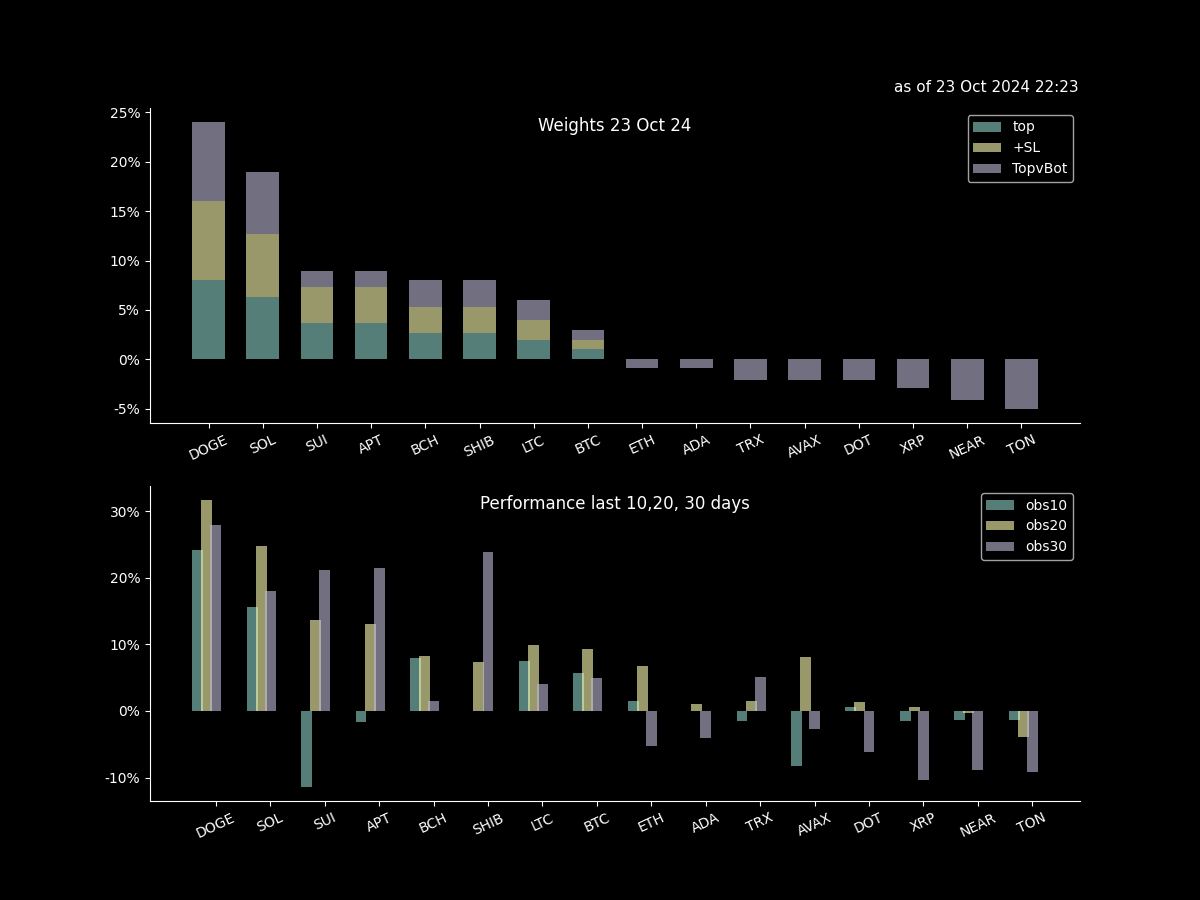 as of 23 Oct 2024 22:23
Weights 23 Oct 24
top
+SL
TopvBot
25%
20%
15%
10%
5%
0%
-5%
DOGE SOL SUI APT BCH SHIB LTC BTC ETH ADA TRX AVAX DOT XRP NEAR TON
Performance last 10,20, 30 days
obs10
obs20
obs30
30%
20%
10%
0%
-10%
DOGE SOL SUI APT BCH SHIB LTC BTC ETH ADA TRX AVAX DOT XRP NEAR TON